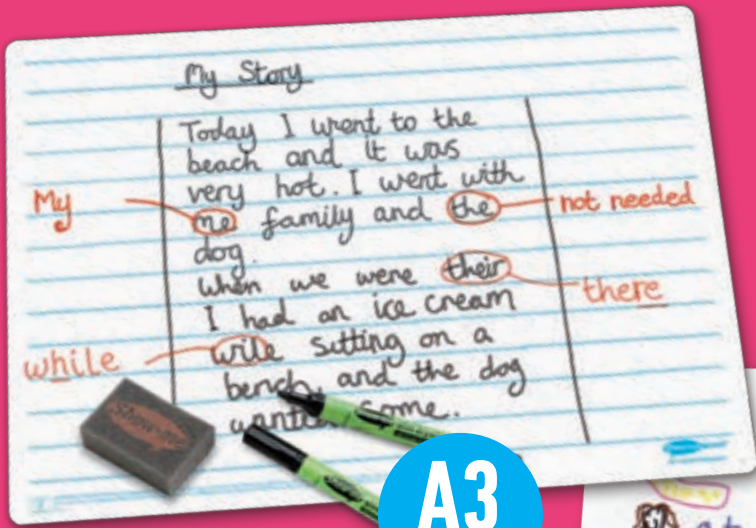 My Story
Today I went to the
beach and it was
very hot. I went with
My
me family and the
not needed
dog.
When we were their
there
I had an ice cream
while
wile sitting on a
bench, and the dog
some.
Show-me
A3